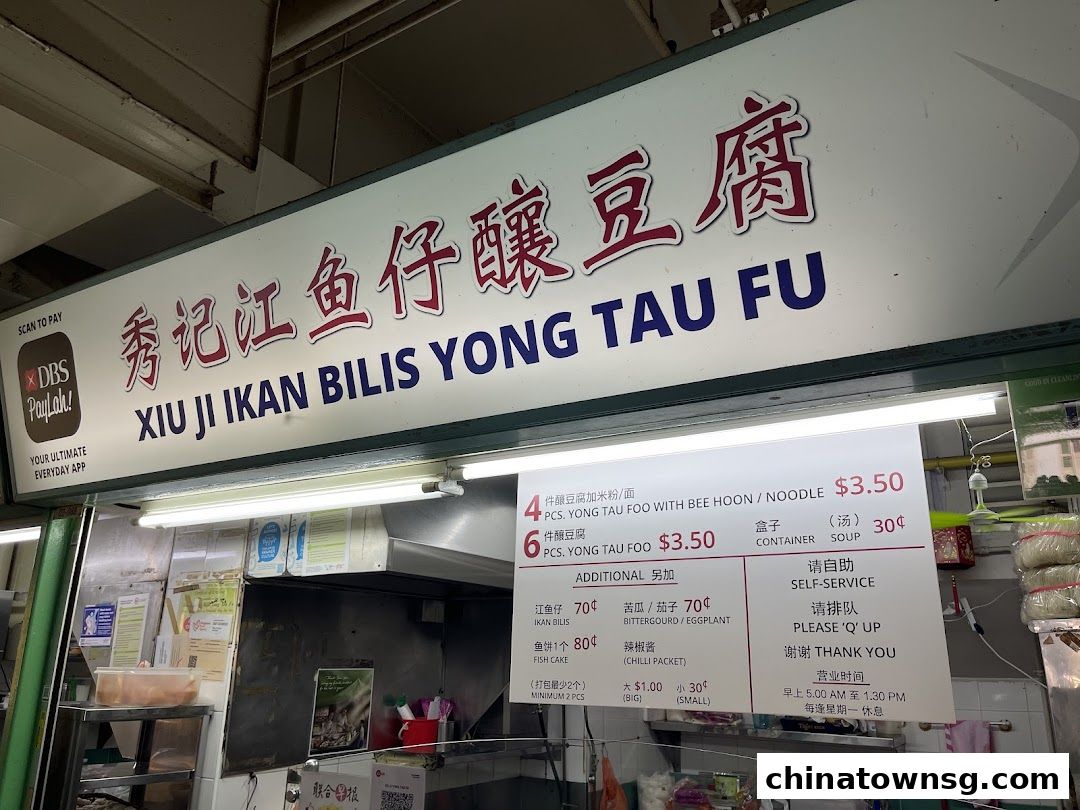 SCAN TO PAY
DBS
PayLah!
YOUR ULTIMATE
EVERYDAY APP
秀记江鱼仔酿豆腐
XIU JI IKAN BILIS YONG TAU FU
4 件酿豆腐加米粉/面
PCS. YONG TAU FOO WITH BEE HOON / NOODLE $3.50
6 件酿豆腐
PCS. YONG TAU FOO $3.50
盒子 （汤） 30¢
CONTAINER SOUP
ADDITIONAL 另加
江鱼仔 70¢
IKAN BILIS
苦瓜 / 茄子 70¢
BITTERGOURD / EGGPLANT
鱼饼1个 80¢
FISH CAKE
辣椒酱
(CHILLI PACKET)
（打包最少2个）
MINIMUM 2 PCS
大 $1.00 小 30¢
(BIG) (SMALL)
请自助
SELF-SERVICE
请排队
PLEASE 'Q' UP
谢谢 THANK YOU
营业时间
早上 5.00 AM 至 1.30 PM
每逢星期一 休息
联合早报
chinatownsg.com